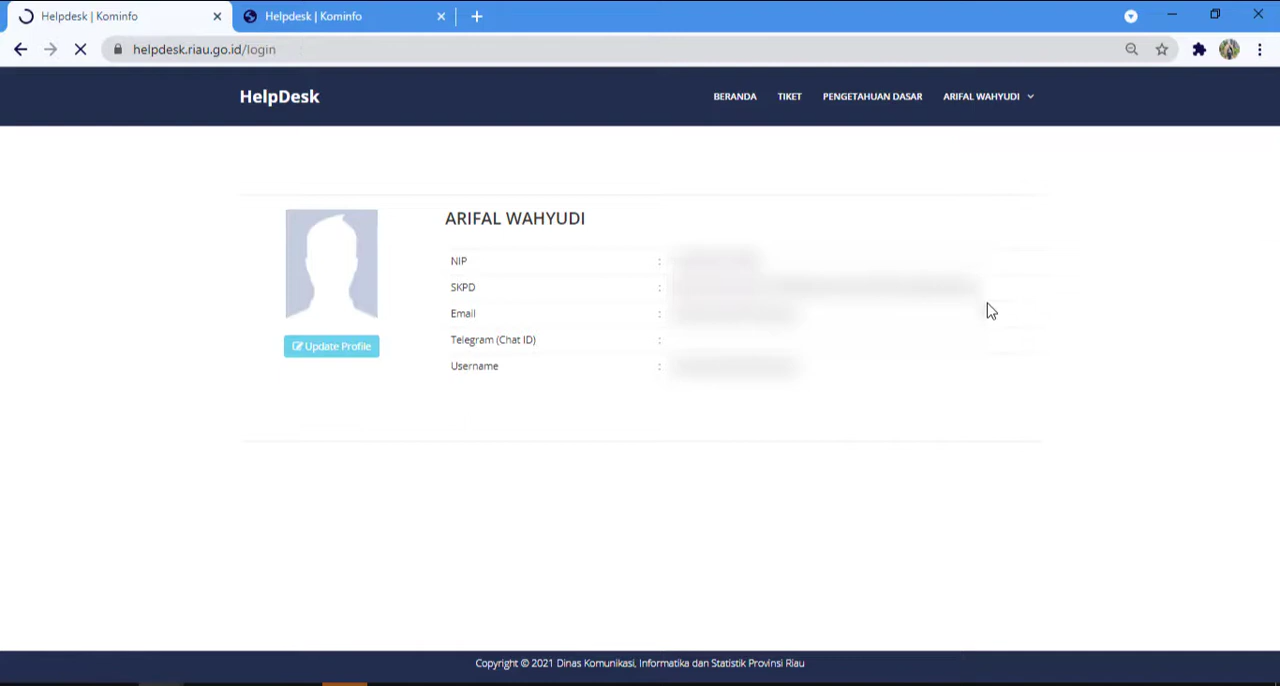 Helpdesk | Kominfo
Helpdesk | Kominfo
helpdesk.riau.go.id/login
HelpDesk
BERANDA
TIKET
PENGETAHUAN DASAR
ARIFAL WAHYUDI
ARIFAL WAHYUDI
NIP :
SKPD :
Email :
Telegram (Chat ID) :
Username :
Update Profile
Copyright © 2021 Dinas Komunikasi, Informatika dan Statistik Provinsi Riau